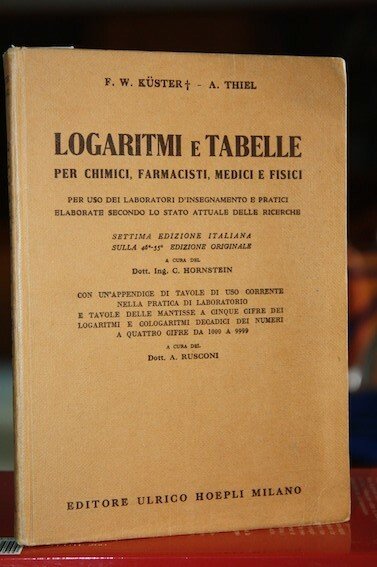 F. W. KÜSTER† - A. THIEL
LOGARITMI E TABELLE
PER CHIMICI, FARMACISTI, MEDICI E FISICI
PER USO DEI LABORATORI D'INSEGNAMENTO E PRATICI
ELABORATE SECONDO LO STATO ATTUALE DELLE RICERCHE
SETTIMA EDIZIONE ITALIANA
SULLA 46ª-55ª EDIZIONE ORIGINALE
A CURA DEL
Dott. Ing. C. HORNSTEIN
CON UN'APPENDICE DI TAVOLE DI USO CORRENTE
NELLA PRATICA DI LABORATORIO
E TAVOLE DELLE MANTISSE A CINQUE CIFRE DEI
LOGARITMI E COLOGARITMI DECADICI DEI NUMERI
A QUATTRO CIFRE DA 1000 A 9999
A CURA DEL
Dott. A. RUSCONI
EDITORE ULRICO HOEPLI MILANO